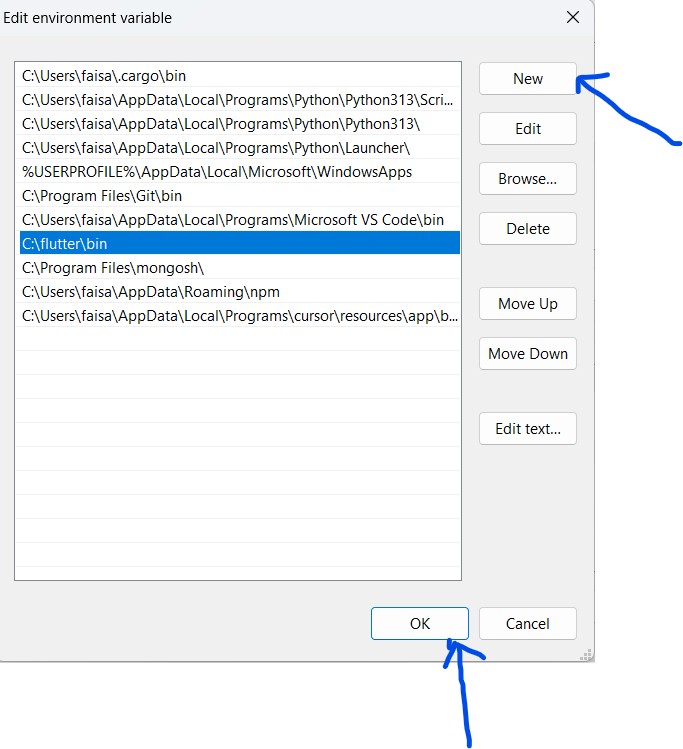 Edit environment variable
C:\Users\faisa\.cargo\bin
C:\Users\faisa\AppData\Local\Programs\Python\Python313\Scri...
C:\Users\faisa\AppData\Local\Programs\Python\Python313\
C:\Users\faisa\AppData\Local\Programs\Python\Launcher\
%USERPROFILE%\AppData\Local\Microsoft\WindowsApps
C:\Program Files\Git\bin
C:\Users\faisa\AppData\Local\Programs\Microsoft VS Code\bin
C:\flutter\bin
C:\Program Files\mongosh\
C:\Users\faisa\AppData\Roaming\npm
C:\Users\faisa\AppData\Local\Programs\cursor\resources\app\b...
New
Edit
Browse...
Delete
Move Up
Move Down
Edit text...
OK
Cancel